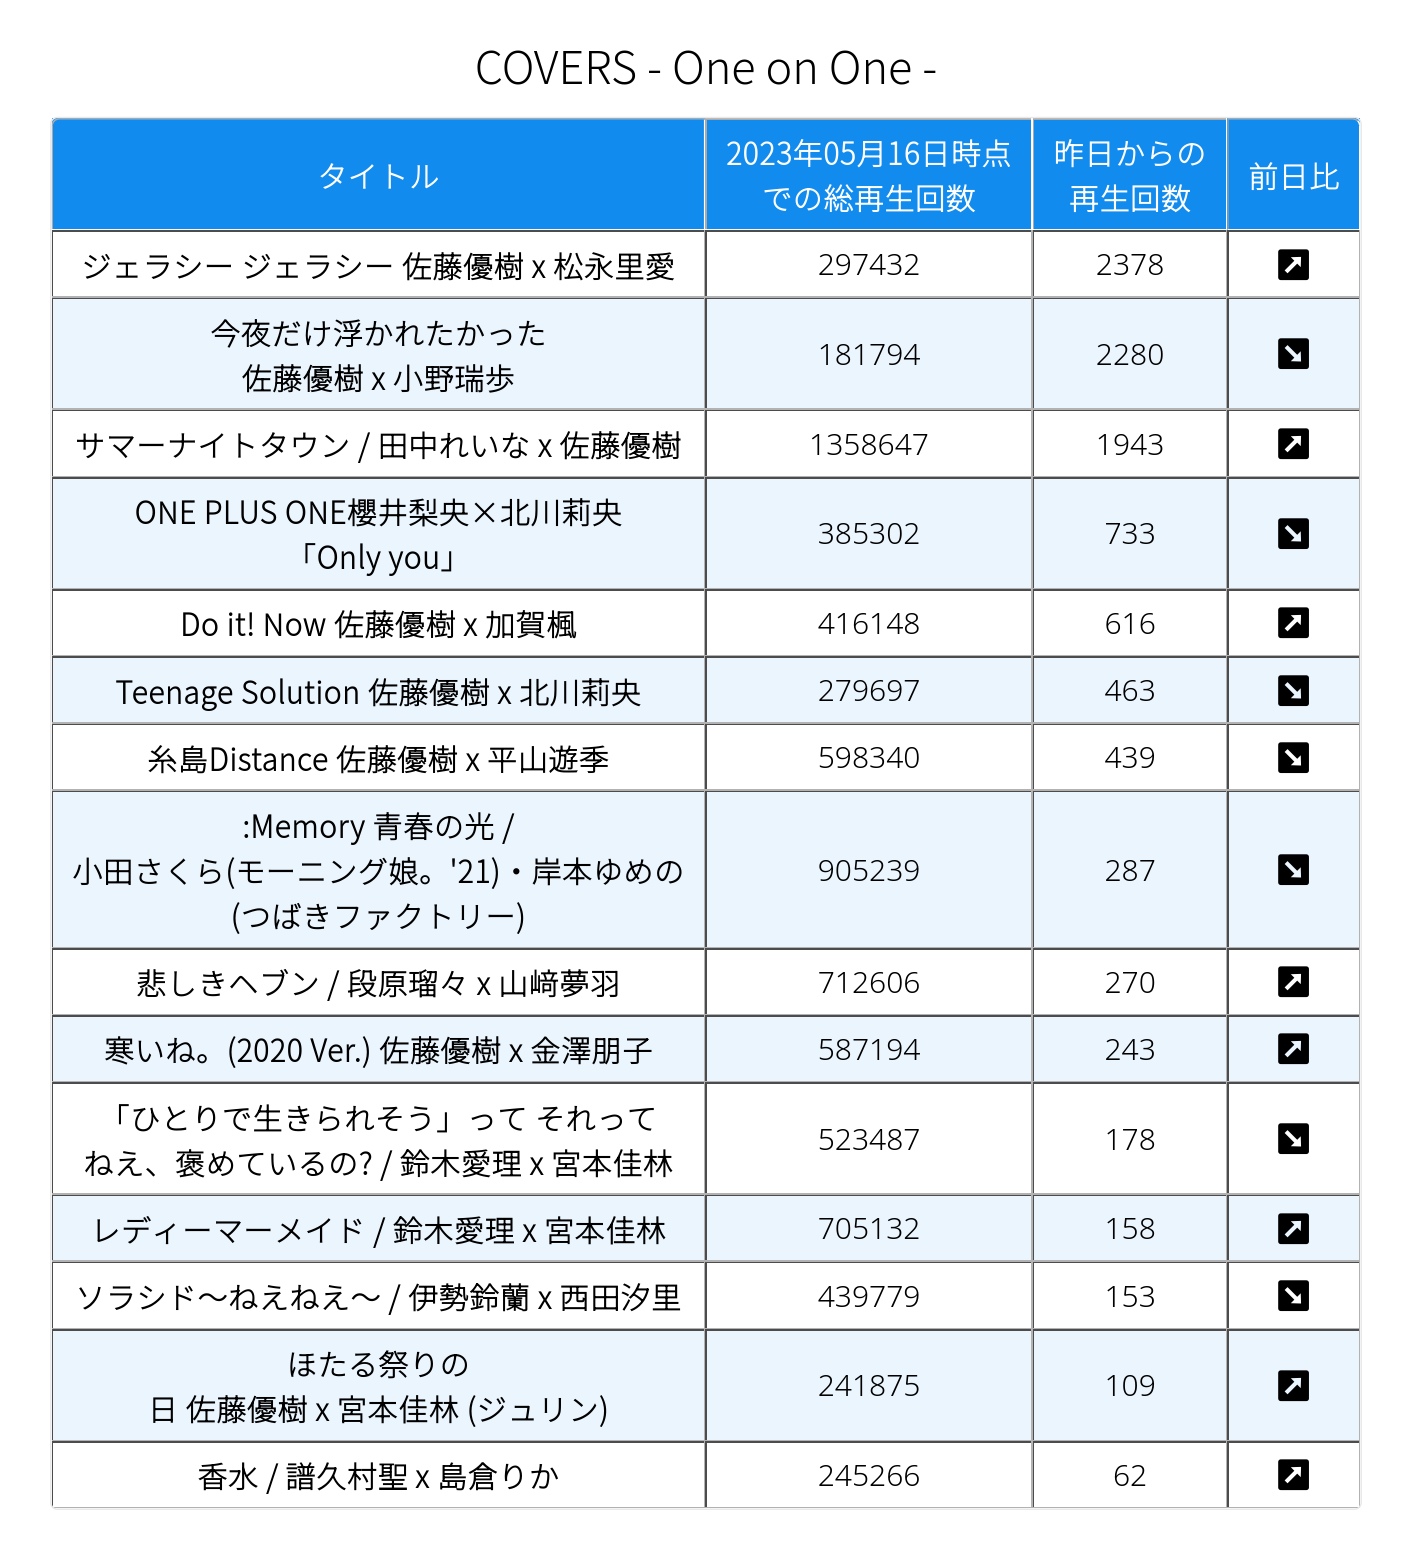 COVERS - One on One -
タイトル
2023年05月16日時点
での総再生回数
昨日からの
再生回数
前日比
ジェラシー ジェラシー 佐藤優樹 x 松永里愛
297432
2378
今夜だけ浮かれたかった
佐藤優樹 x 小野瑞歩
181794
2280
サマーナイトタウン / 田中れいな x 佐藤優樹
1358647
1943
ONE PLUS ONE櫻井梨央×北川莉央
「Only you」
385302
733
Do it! Now 佐藤優樹 x 加賀楓
416148
616
Teenage Solution 佐藤優樹 x 北川莉央
279697
463
糸島Distance 佐藤優樹 x 平山遊季
598340
439
:Memory 青春の光 /
小田さくら(モーニング娘。'21)・岸本ゆめの
(つばきファクトリー)
905239
287
悲しきヘブン / 段原瑠々 x 山﨑夢羽
712606
270
寒いね。(2020 Ver.) 佐藤優樹 x 金澤朋子
587194
243
「ひとりで生きられそう」って それって
ねえ、褒めているの? / 鈴木愛理 x 宮本佳林
523487
178
レディーマーメイド / 鈴木愛理 x 宮本佳林
705132
158
ソラシド〜ねえねえ〜 / 伊勢鈴蘭 x 西田汐里
439779
153
ほたる祭りの
日 佐藤優樹 x 宮本佳林 (ジュリン)
241875
109
香水 / 譜久村聖 x 島倉りか
245266
62